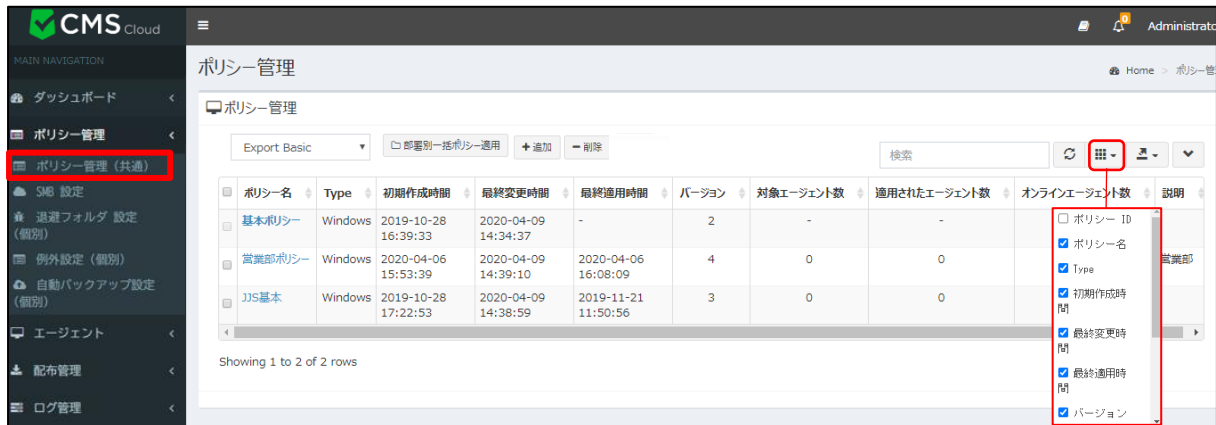 CMS Cloud
Administrato
MAIN NAVIGATION
ダッシュボード
ポリシー管理
ポリシー管理（共通）
SMB 設定
退避フォルダ 設定
(個別)
例外設定（個別）
自動バックアップ設定
(個別)
エージェント
配布管理
ログ管理
ポリシー管理
Home > ポリシー管
ポリシー管理
Export Basic 部署別一括ポリシー適用 追加 削除 検索
ポリシー名 Type 初期作成時間 最終変更時間 最終適用時間 バージョン 対象エージェント数 適用されたエージェント数 オンラインエージェント数 説明
基本ポリシー Windows 2019-10-28 2020-04-09 - 2 - -
16:39:33 14:34:37
営業部ポリシー Windows 2020-04-06 2020-04-09 2020-04-06 4 0 0 営業部
15:53:39 14:39:10 16:08:09
JJS基本 Windows 2019-10-28 2020-04-09 2019-11-21 3 0 0
17:22:53 14:38:59 11:50:56
Showing 1 to 2 of 2 rows
ポリシー ID
ポリシー名
Type
初期作成時
間
最終変更時
間
最終適用時
間
バージョン
0